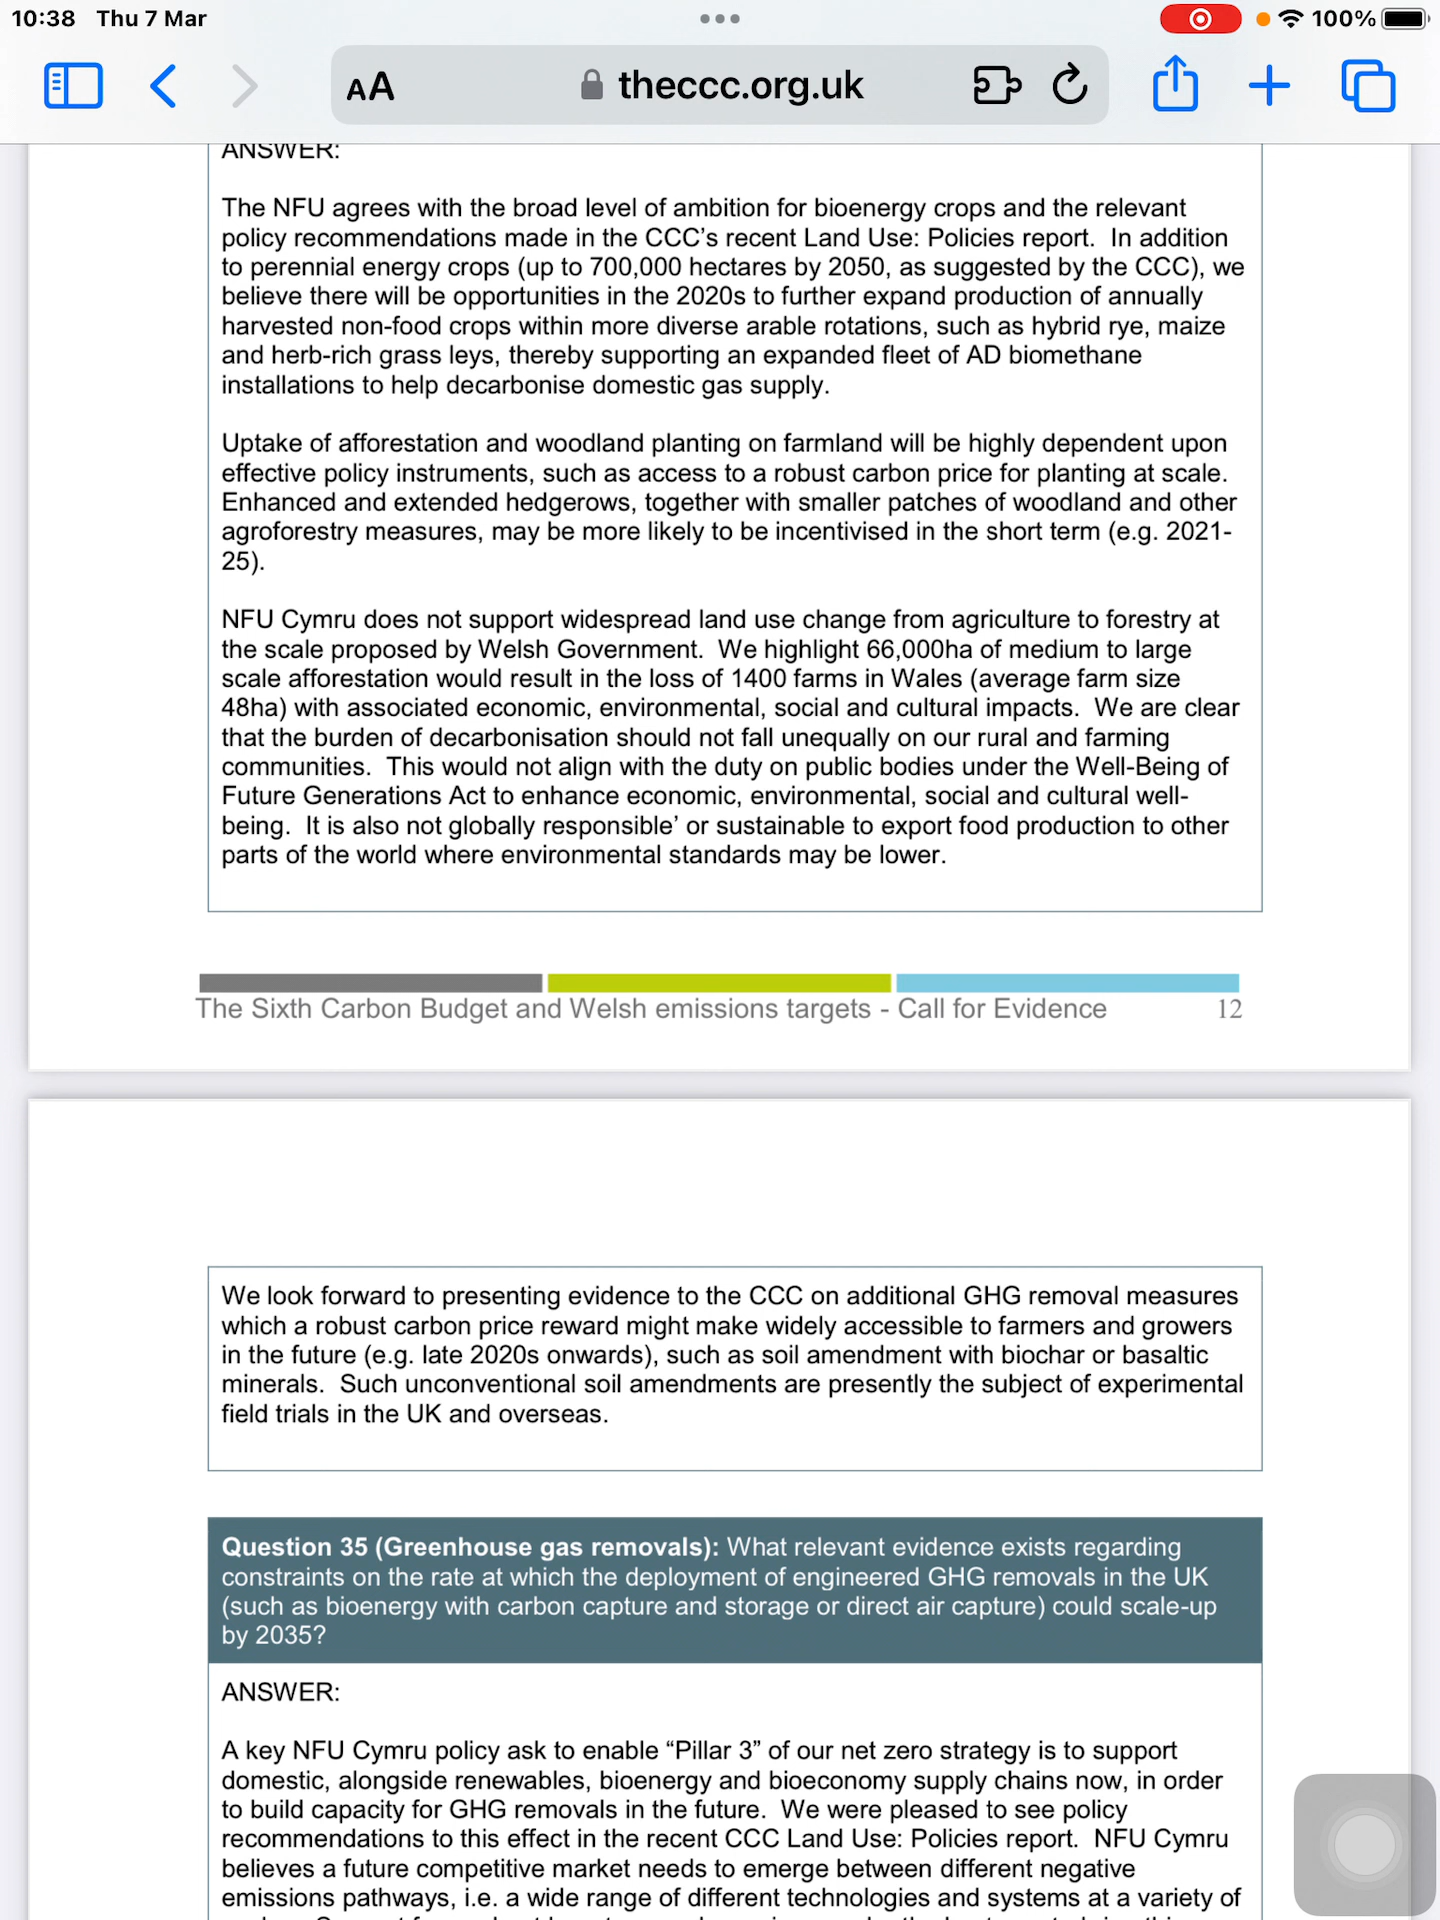 10:38 Thu 7 Mar
100%
AA
theccc.org.uk
ANSWER:
The NFU agrees with the broad level of ambition for bioenergy crops and the relevant
policy recommendations made in the CCC’s recent Land Use: Policies report. In addition
to perennial energy crops (up to 700,000 hectares by 2050, as suggested by the CCC), we
believe there will be opportunities in the 2020s to further expand production of annually
harvested non-food crops within more diverse arable rotations, such as hybrid rye, maize
and herb-rich grass leys, thereby supporting an expanded fleet of AD biomethane
installations to help decarbonise domestic gas supply.
Uptake of afforestation and woodland planting on farmland will be highly dependent upon
effective policy instruments, such as access to a robust carbon price for planting at scale.
Enhanced and extended hedgerows, together with smaller patches of woodland and other
agroforestry measures, may be more likely to be incentivised in the short term (e.g. 2021-
25).
NFU Cymru does not support widespread land use change from agriculture to forestry at
the scale proposed by Welsh Government. We highlight 66,000ha of medium to large
scale afforestation would result in the loss of 1400 farms in Wales (average farm size
48ha) with associated economic, environmental, social and cultural impacts. We are clear
that the burden of decarbonisation should not fall unequally on our rural and farming
communities. This would not align with the duty on public bodies under the Well-Being of
Future Generations Act to enhance economic, environmental, social and cultural well-
being. It is also not globally responsible’ or sustainable to export food production to other
parts of the world where environmental standards may be lower.
The Sixth Carbon Budget and Welsh emissions targets - Call for Evidence 12
We look forward to presenting evidence to the CCC on additional GHG removal measures
which a robust carbon price reward might make widely accessible to farmers and growers
in the future (e.g. late 2020s onwards), such as soil amendment with biochar or basaltic
minerals. Such unconventional soil amendments are presently the subject of experimental
field trials in the UK and overseas.
Question 35 (Greenhouse gas removals): What relevant evidence exists regarding
constraints on the rate at which the deployment of engineered GHG removals in the UK
(such as bioenergy with carbon capture and storage or direct air capture) could scale-up
by 2035?
ANSWER:
A key NFU Cymru policy ask to enable “Pillar 3” of our net zero strategy is to support
domestic, alongside renewables, bioenergy and bioeconomy supply chains now, in order
to build capacity for GHG removals in the future. We were pleased to see policy
recommendations to this effect in the recent CCC Land Use: Policies report. NFU Cymru
believes a future competitive market needs to emerge between different negative
emissions pathways, i.e. a wide range of different technologies and systems at a variety of